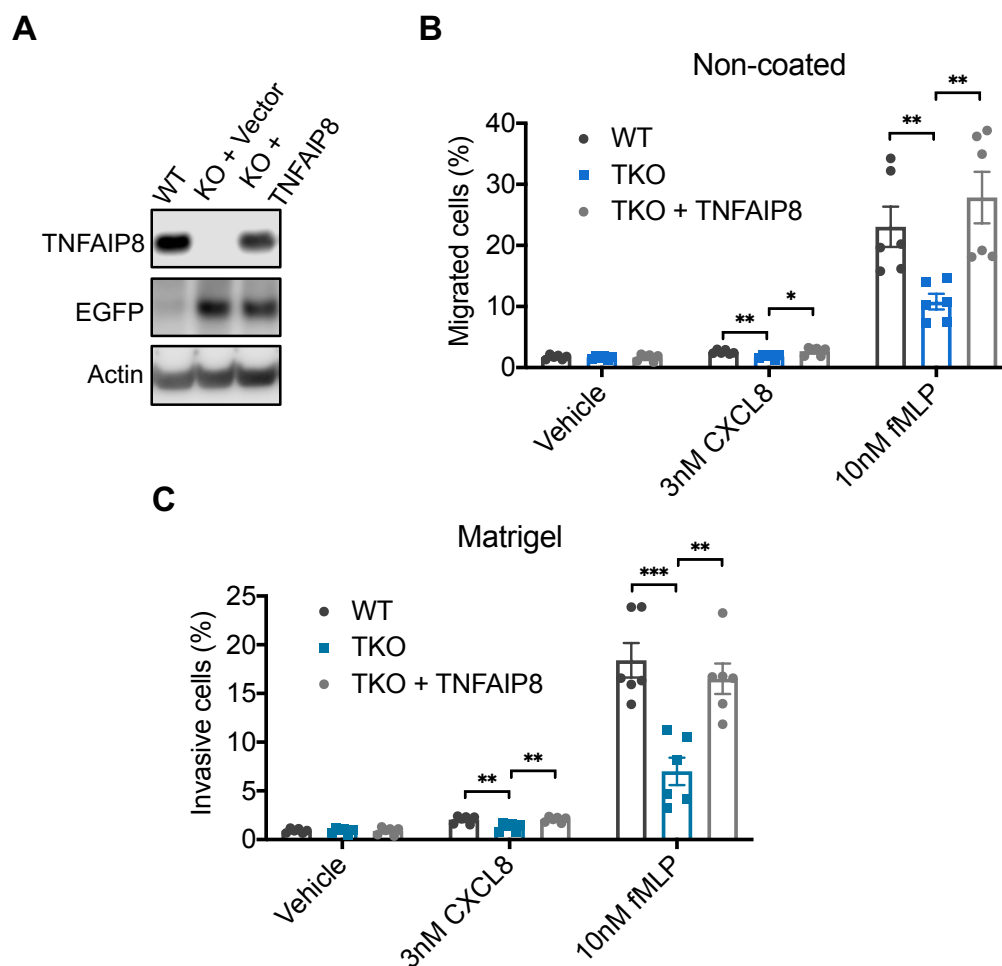 A
WT
KO + Vector
KO +
TNFAIP8
TNFAIP8
EGFP
Actin
B
Non-coated
Migrated cells (%)
40
30
20
10
0
WT
TKO
TKO + TNFAIP8
**
*
**
**
Vehicle
3nM CXCL8
10nM fMLP
C
Matrigel
Invasive cells (%)
25
20
15
10
5
0
WT
TKO
TKO + TNFAIP8
**
**
***
**
Vehicle
3nM CXCL8
10nM fMLP